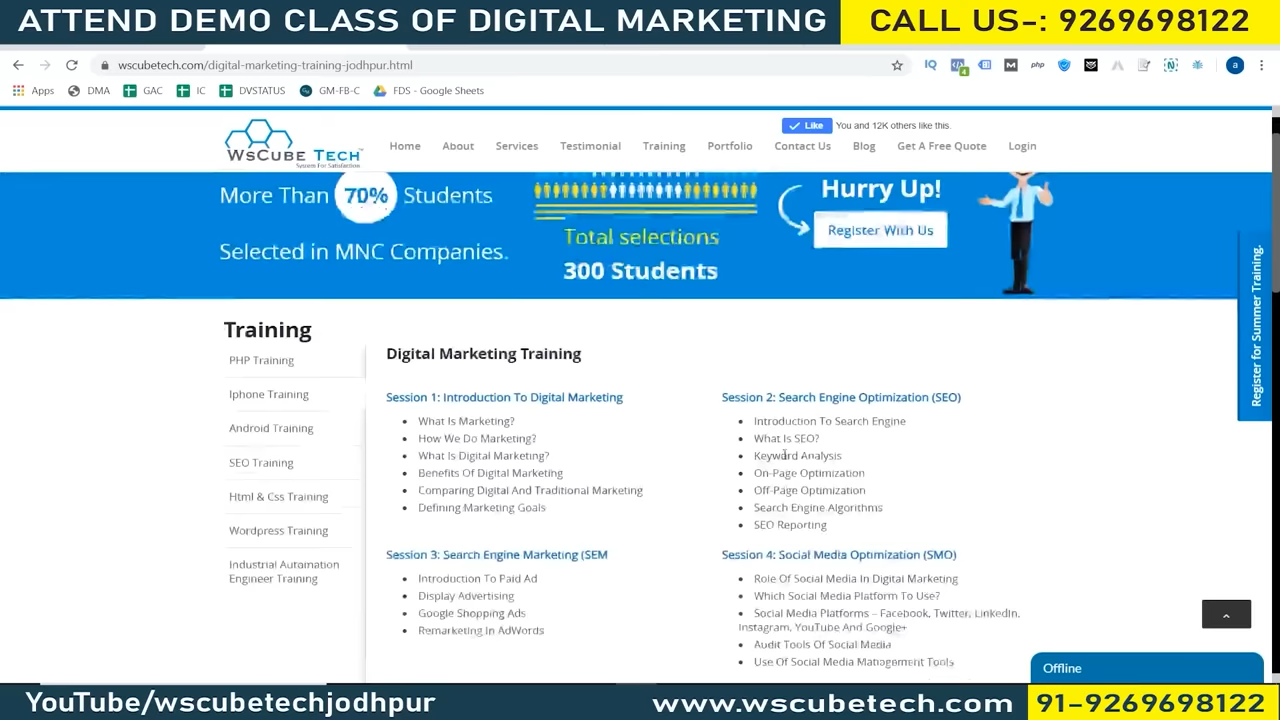 ATTEND DEMO CLASS OF DIGITAL MARKETING
CALL US-: 9269698122
wscubetech.com/digital-marketing-training-jodhpur.html
4
php
a
Apps
DMA
GAC
IC
DVSTATUS
GM-FB-C
FDS - Google Sheets
Like
You and 12K others like this.
WsCube Tech
System For Satisfaction
Home
About
Services
Testimonial
Training
Portfolio
Contact Us
Blog
Get A Free Quote
Login
More Than 70% Students
Selected in MNC Companies.
Total selections
300 Students
Hurry Up!
Register With Us
Register for Summer Training.
Training
PHP Training
Iphone Training
Android Training
SEO Training
Html & Css Training
Wordpress Training
Industrial Automation
Engineer Training
Digital Marketing Training
Session 1: Introduction To Digital Marketing
What Is Marketing?
How We Do Marketing?
What Is Digital Marketing?
Benefits Of Digital Marketing
Comparing Digital And Traditional Marketing
Defining Marketing Goals
Session 2: Search Engine Optimization (SEO)
Introduction To Search Engine
What Is SEO?
Keyword Analysis
On-Page Optimization
Off-Page Optimization
Search Engine Algorithms
SEO Reporting
Session 3: Search Engine Marketing (SEM
Introduction To Paid Ad
Display Advertising
Google Shopping Ads
Remarketing In AdWords
Session 4: Social Media Optimization (SMO)
Role Of Social Media In Digital Marketing
Which Social Media Platform To Use?
Social Media Platforms – Facebook, Twitter, LinkedIn,
Instagram, YouTube And Google+
Audit Tools Of Social Media
Use Of Social Media Management Tools
Offline
YouTube/wscubetechjodhpur
www.wscubetech.com
91-9269698122